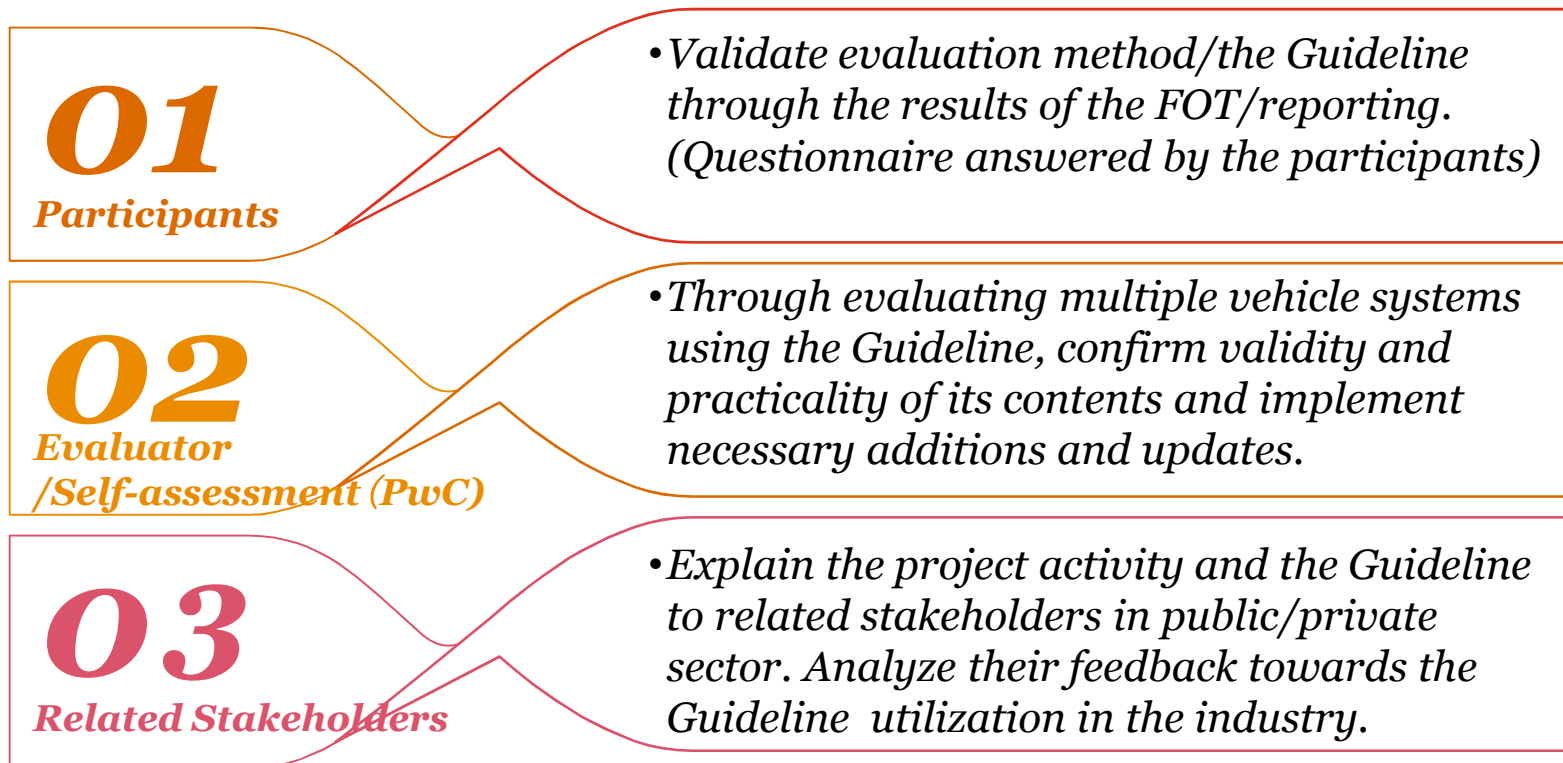 01
Participants
•Validate evaluation method/the Guideline
through the results of the FOT/reporting.
(Questionnaire answered by the participants)
02
Evaluator
/Self-assessment (PwC)
•Through evaluating multiple vehicle systems
using the Guideline, confirm validity and
practicality of its contents and implement
necessary additions and updates.
03
Related Stakeholders
•Explain the project activity and the Guideline
to related stakeholders in public/private
sector. Analyze their feedback towards the
Guideline  utilization in the industry.